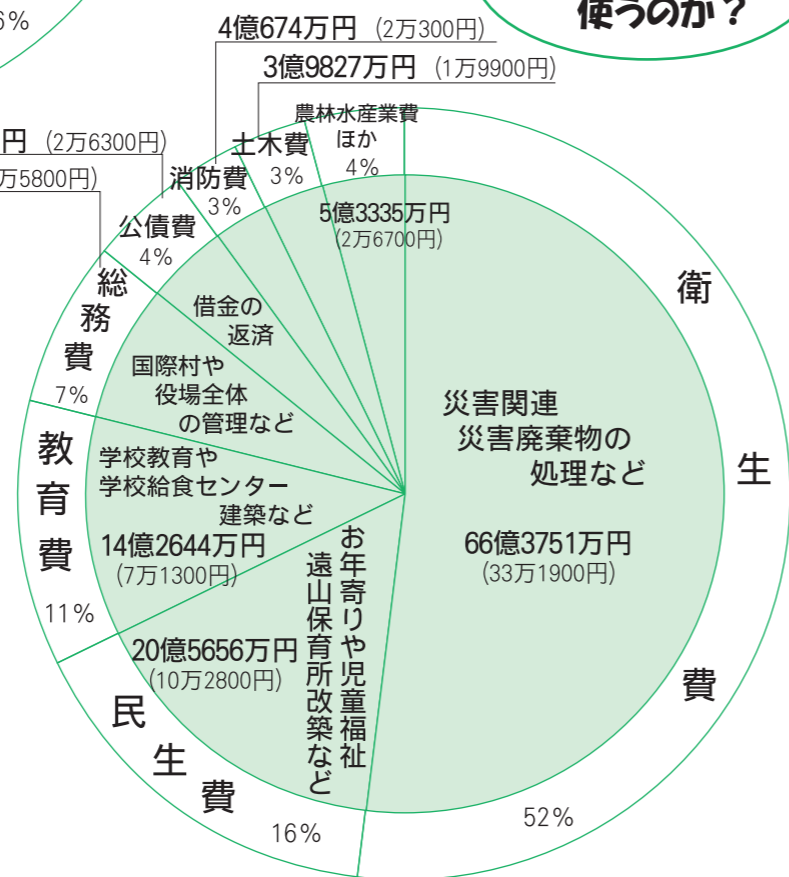 6%
使うのか？
4億674万円 (2万300円)
3億9827万円 (1万9900円)
円 (2万6300円)
万5800円)
農林水産業費
ほか
4%
土木費
3%
消防費
3%
公債費
4%
総務費
7%
教育費
11%
民生費
16%
衛生費
52%
5億3335万円
(2万6700円)
借金の
返済
国際村や
役場全体
の管理など
学校教育や
学校給食センター
建築など
14億2644万円
(7万1300円)
お年寄りや児童福祉
遠山保育所改築など
20億5656万円
(10万2800円)
災害関連
災害廃棄物の
処理など
66億3751万円
(33万1900円)